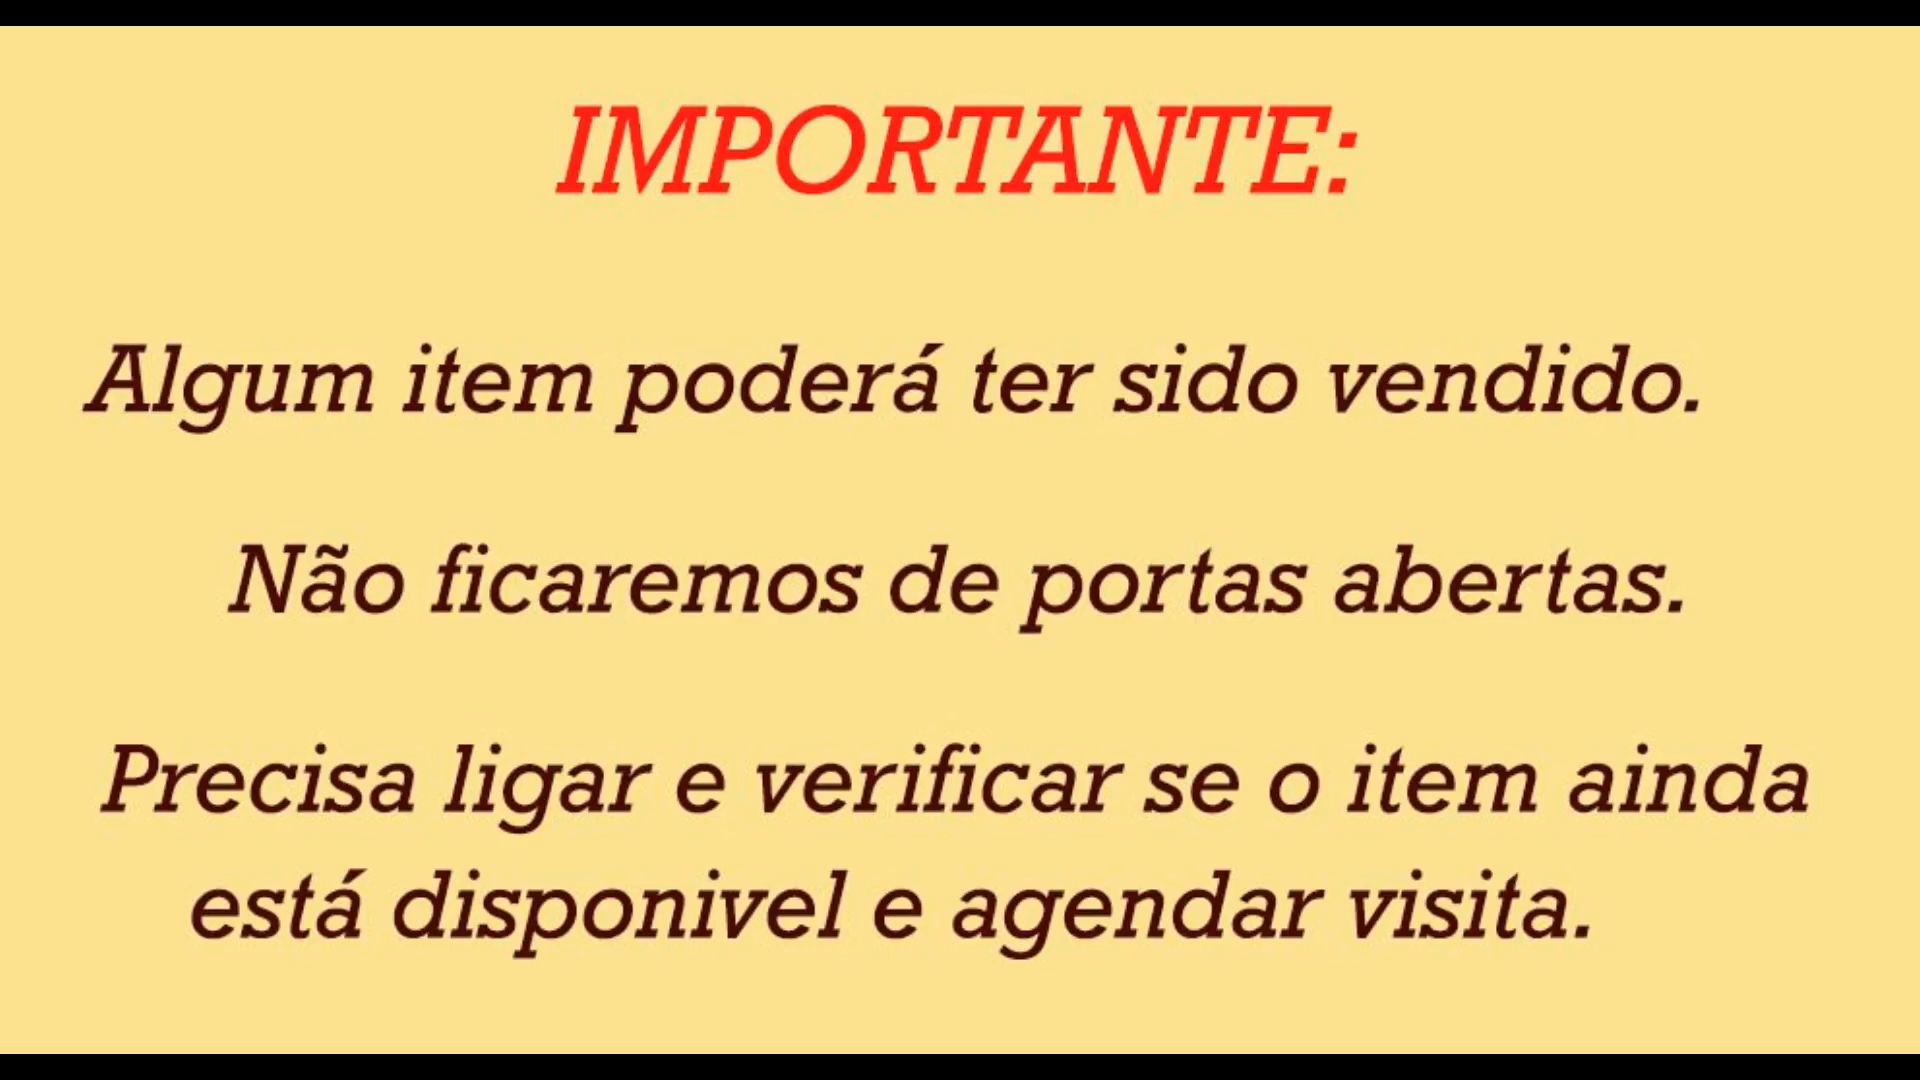 IMPORTANTE:
Algum item poderá ter sido vendido.
Não ficaremos de portas abertas.
Precisa ligar e verificar se o item ainda
está disponivel e agendar visita.